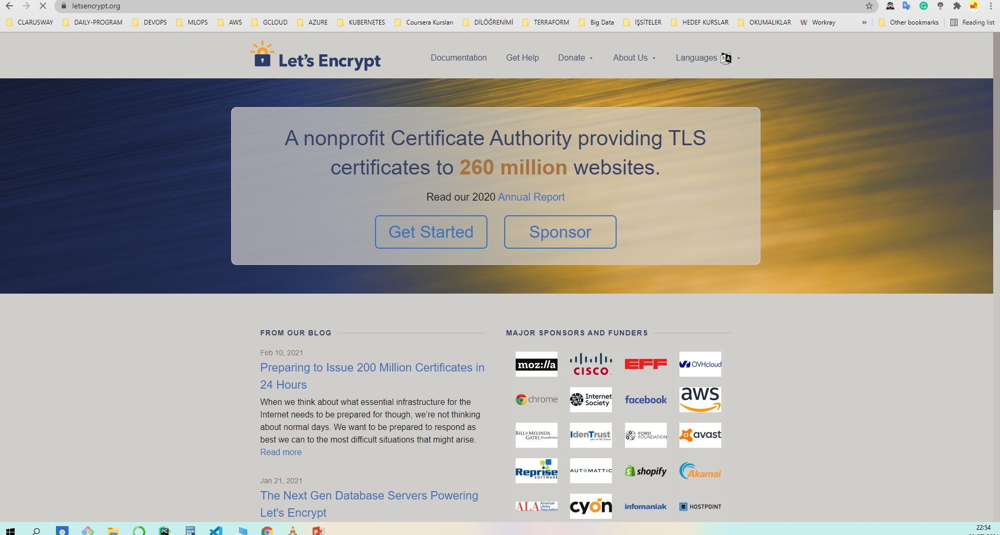 letsencrypt.org
CLARUSWAY DAILY-PROGRAM DEVOPS MLOPS AWS GCLOUD AZURE KUBERNETES Coursera Kursları DİLÖĞRENİMİ TERRAFORM Big Data İŞSİTELER HEDEF KURSLAR OKUMALIKLAR Workray » Other bookmarks Reading list
Let's Encrypt
Documentation Get Help Donate About Us Languages
A nonprofit Certificate Authority providing TLS
certificates to 260 million websites.
Read our 2020 Annual Report
Get Started Sponsor
FROM OUR BLOG
Feb 10, 2021
Preparing to Issue 200 Million Certificates in
24 Hours
When we think about what essential infrastructure for the
Internet needs to be prepared for though, we’re not thinking
about normal days. We want to be prepared to respond as
best we can to the most difficult situations that might arise.
Read more
Jan 21, 2021
The Next Gen Database Servers Powering
Let's Encrypt
MAJOR SPONSORS AND FUNDERS
moz://a CISCO EFF OVHcloud
chrome Internet Society facebook aws
BILL & MELINDA GATES foundation IdenTrust part of HID Global FORD FOUNDATION avast
Reprise SOFTWARE AUTOMATTIC shopify Akamai
ALA American Library Association cyon infomaniak HOSTPOINT
22:54